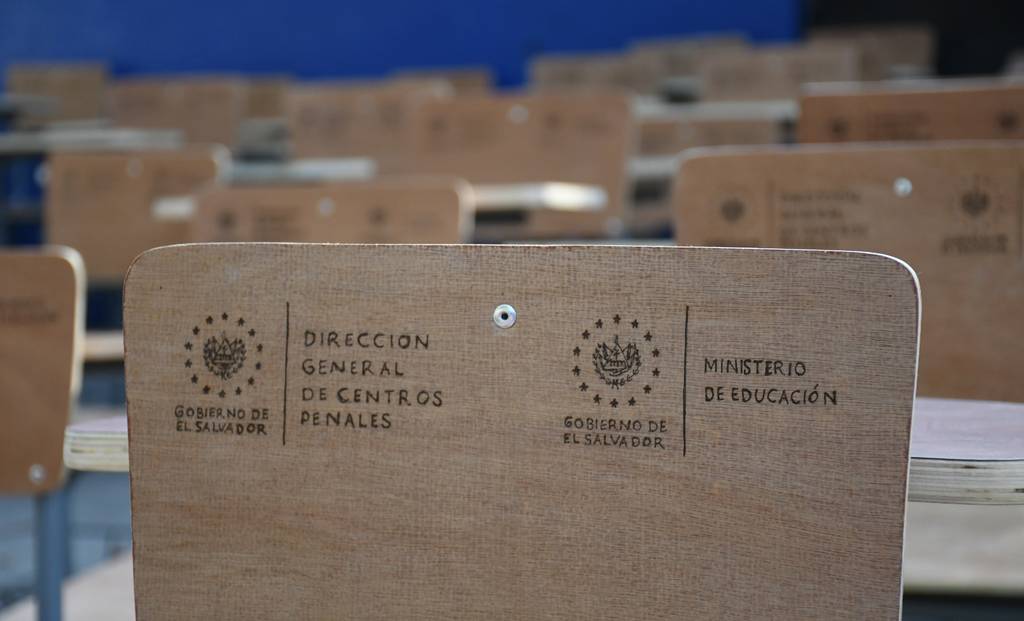 GOBIERNO DE
EL SALVADOR
DIRECCION
GENERAL
DE CENTROS
PENALES
GOBIERNO DE
EL SALVADOR
MINISTERIO
DE EDUCACIÓN